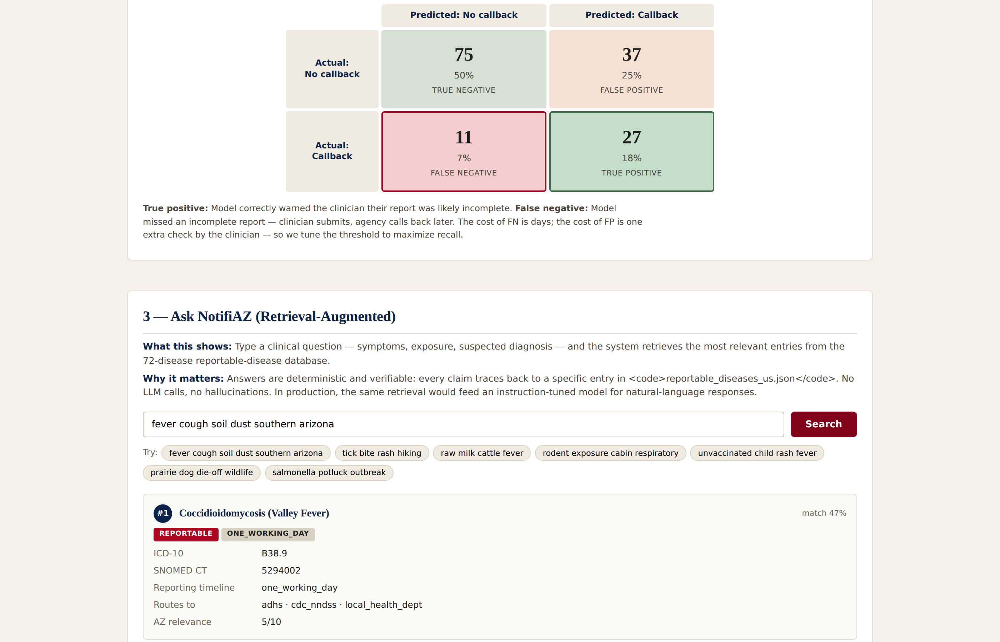 Predicted: No callback
Predicted: Callback
Actual:
No callback
75
50%
TRUE NEGATIVE
37
25%
FALSE POSITIVE
Actual:
Callback
11
7%
FALSE NEGATIVE
27
18%
TRUE POSITIVE
True positive: Model correctly warned the clinician their report was likely incomplete. False negative: Model
missed an incomplete report — clinician submits, agency calls back later. The cost of FN is days; the cost of FP is one
extra check by the clinician — so we tune the threshold to maximize recall.
3 — Ask NotifiAZ (Retrieval-Augmented)
What this shows: Type a clinical question — symptoms, exposure, suspected diagnosis — and the system retrieves the most relevant entries from the
72-disease reportable-disease database.
Why it matters: Answers are deterministic and verifiable: every claim traces back to a specific entry in <code>reportable_diseases_us.json</code>. No
LLM calls, no hallucinations. In production, the same retrieval would feed an instruction-tuned model for natural-language responses.
fever cough soil dust southern arizona
Search
Try: fever cough soil dust southern arizona tick bite rash hiking raw milk cattle fever rodent exposure cabin respiratory unvaccinated child rash fever
prairie dog die-off wildlife salmonella potluck outbreak
#1 Coccidioidomycosis (Valley Fever) match 47%
REPORTABLE ONE_WORKING_DAY
ICD-10 B38.9
SNOMED CT 5294002
Reporting timeline one_working_day
Routes to adhs · cdc_nndss · local_health_dept
AZ relevance 5/10